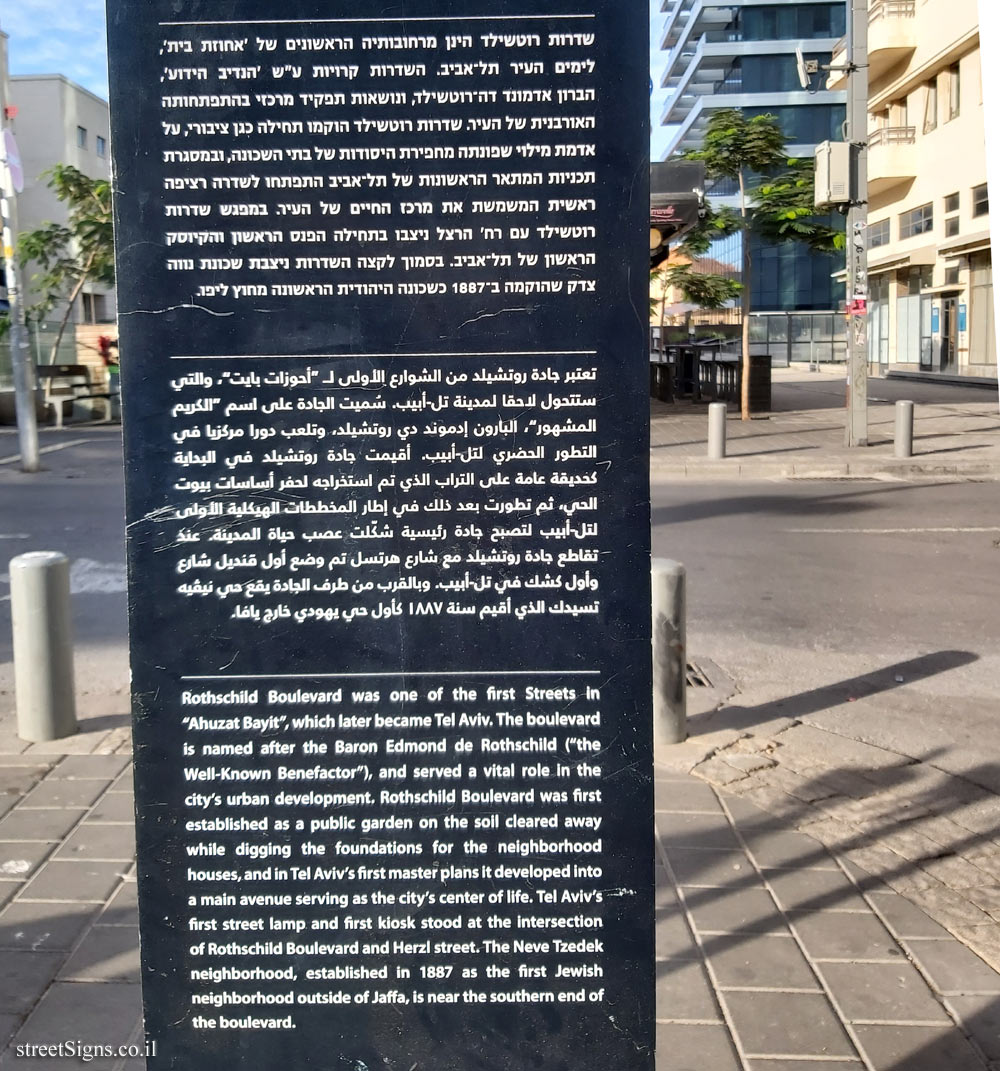 שדרות רוטשילד הינן מרחובותיה הראשונים של 'אחוזת בית',
לימים העיר תל־אביב. השדרות קרויות ע״ש 'הנדיב הידוע',
הברון אדמונד דה־רוטשילד, ונושאות תפקיד מרכזי בהתפתחותה
האורבנית של העיר. שדרות רוטשילד הוקמו תחילה כגן ציבורי, על
אדמת מילוי שפונתה מחפירת היסודות של בתי השכונה, ובמסגרת
תכניות המתאר הראשונות של תל־אביב התפתחו לשדרה רציפה
ראשית המשמשת את מרכז החיים של העיר. במפגש שדרות
רוטשילד עם רח' הרצל ניצבו בתחילה הפנס הראשון והקיוסק
הראשון של תל־אביב. בסמוך לקצה השדרות ניצבת שכונת נווה
צדק שהוקמה ב־1887 כשכונה היהודית הראשונה מחוץ ליפו.
تعتبر جادة روتشيلد من الشوارع الأولى لـ "أحوزات بايت"، والتي
ستتحول لاحقا لمدينة تل-أبيب. سُميت الجادة على اسم "الكريم
المشهور"، البارون إدموند دي روتشيلد، وتلعب دورا مركزيا في
التطور الحضري لتل-أبيب. أقيمت جادة روتشيلد في البداية
كحديقة عامة على التراب الذي تم استخراجه لحفر أساسات بيوت
الحي، ثم تطورت بعد ذلك في إطار المخططات الهيكلية الأولى
لتل-أبيب لتصبح جادة رئيسية شكّلت عصب حياة المدينة. عند
تقاطع جادة روتشيلد مع شارع هرتسل تم وضع أول قنديل شارع
وأول كشك في تل-أبيب. وبالقرب من طرف الجادة يقع حي نيڤيه
تسيدك الذي أقيم سنة ١٨٨٧ كأول حي يهودي خارج يافا.
Rothschild Boulevard was one of the first Streets in
"Ahuzat Bayit", which later became Tel Aviv. The boulevard
is named after the Baron Edmond de Rothschild ("the
Well-Known Benefactor"), and served a vital role in the
city's urban development. Rothschild Boulevard was first
established as a public garden on the soil cleared away
while digging the foundations for the neighborhood
houses, and in Tel Aviv's first master plans it developed into
a main avenue serving as the city's center of life. Tel Aviv's
first street lamp and first kiosk stood at the intersection
of Rothschild Boulevard and Herzl street. The Neve Tzedek
neighborhood, established in 1887 as the first Jewish
neighborhood outside of Jaffa, is near the southern end of
the boulevard.
streetSigns.co.il